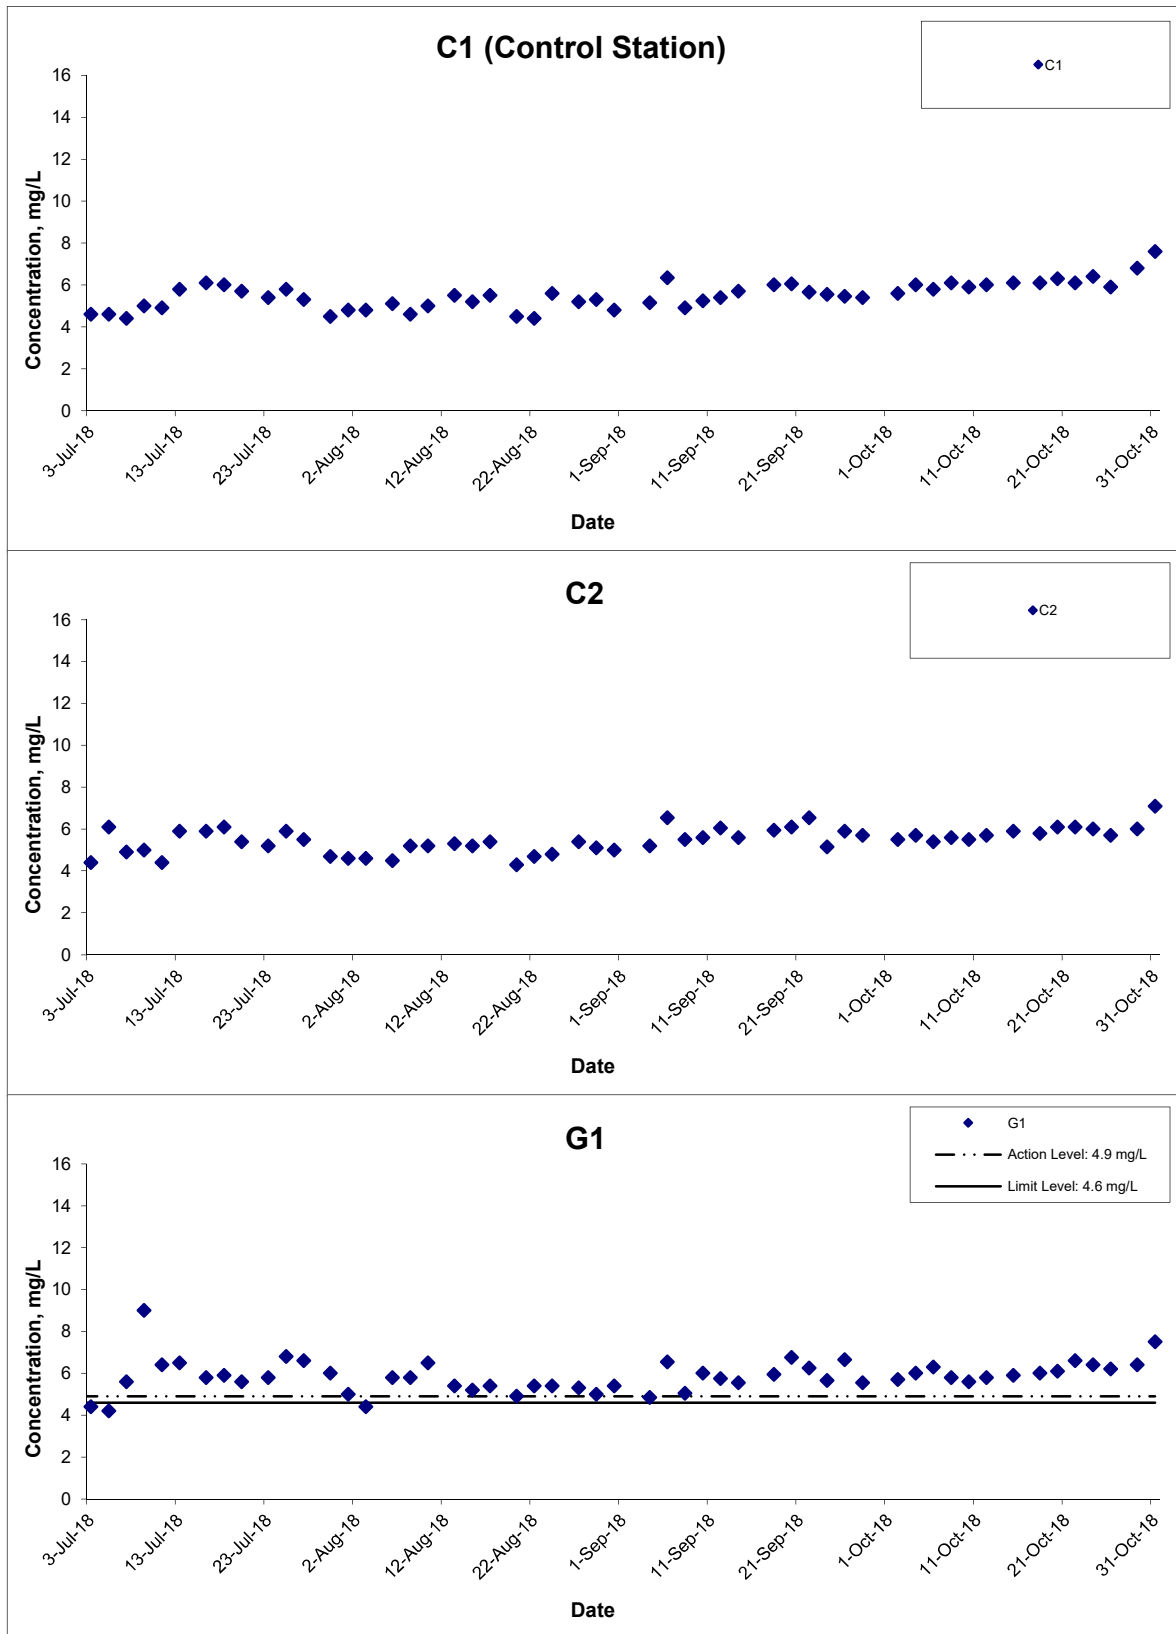 C1 (Control Station)
C1
Concentration, mg/L
16
14
12
10
8
6
4
2
0
3-Jul-18
13-Jul-18
23-Jul-18
2-Aug-18
12-Aug-18
22-Aug-18
1-Sep-18
11-Sep-18
21-Sep-18
1-Oct-18
11-Oct-18
21-Oct-18
31-Oct-18
Date
C2
C2
Concentration, mg/L
16
14
12
10
8
6
4
2
0
3-Jul-18
13-Jul-18
23-Jul-18
2-Aug-18
12-Aug-18
22-Aug-18
1-Sep-18
11-Sep-18
21-Sep-18
1-Oct-18
11-Oct-18
21-Oct-18
31-Oct-18
Date
G1
G1
Action Level: 4.9 mg/L
Limit Level: 4.6 mg/L
Concentration, mg/L
16
14
12
10
8
6
4
2
0
3-Jul-18
13-Jul-18
23-Jul-18
2-Aug-18
12-Aug-18
22-Aug-18
1-Sep-18
11-Sep-18
21-Sep-18
1-Oct-18
11-Oct-18
21-Oct-18
31-Oct-18
Date